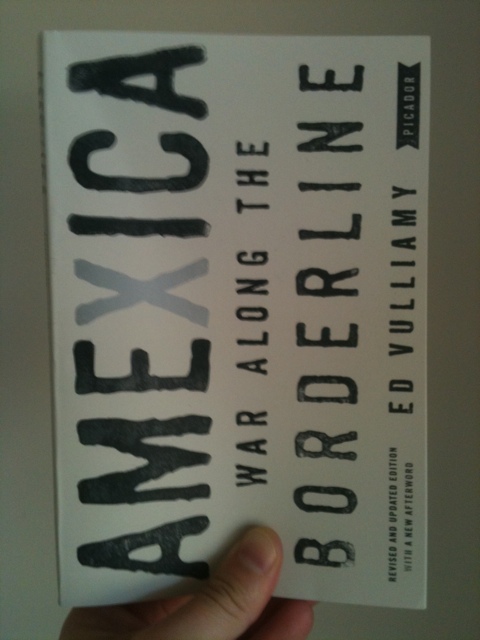 AMEXICA
WAR ALONG THE
BORDERLINE
ED VULLIAMY
REVISED AND UPDATED EDITION
WITH A NEW AFTERWORD
PICADOR